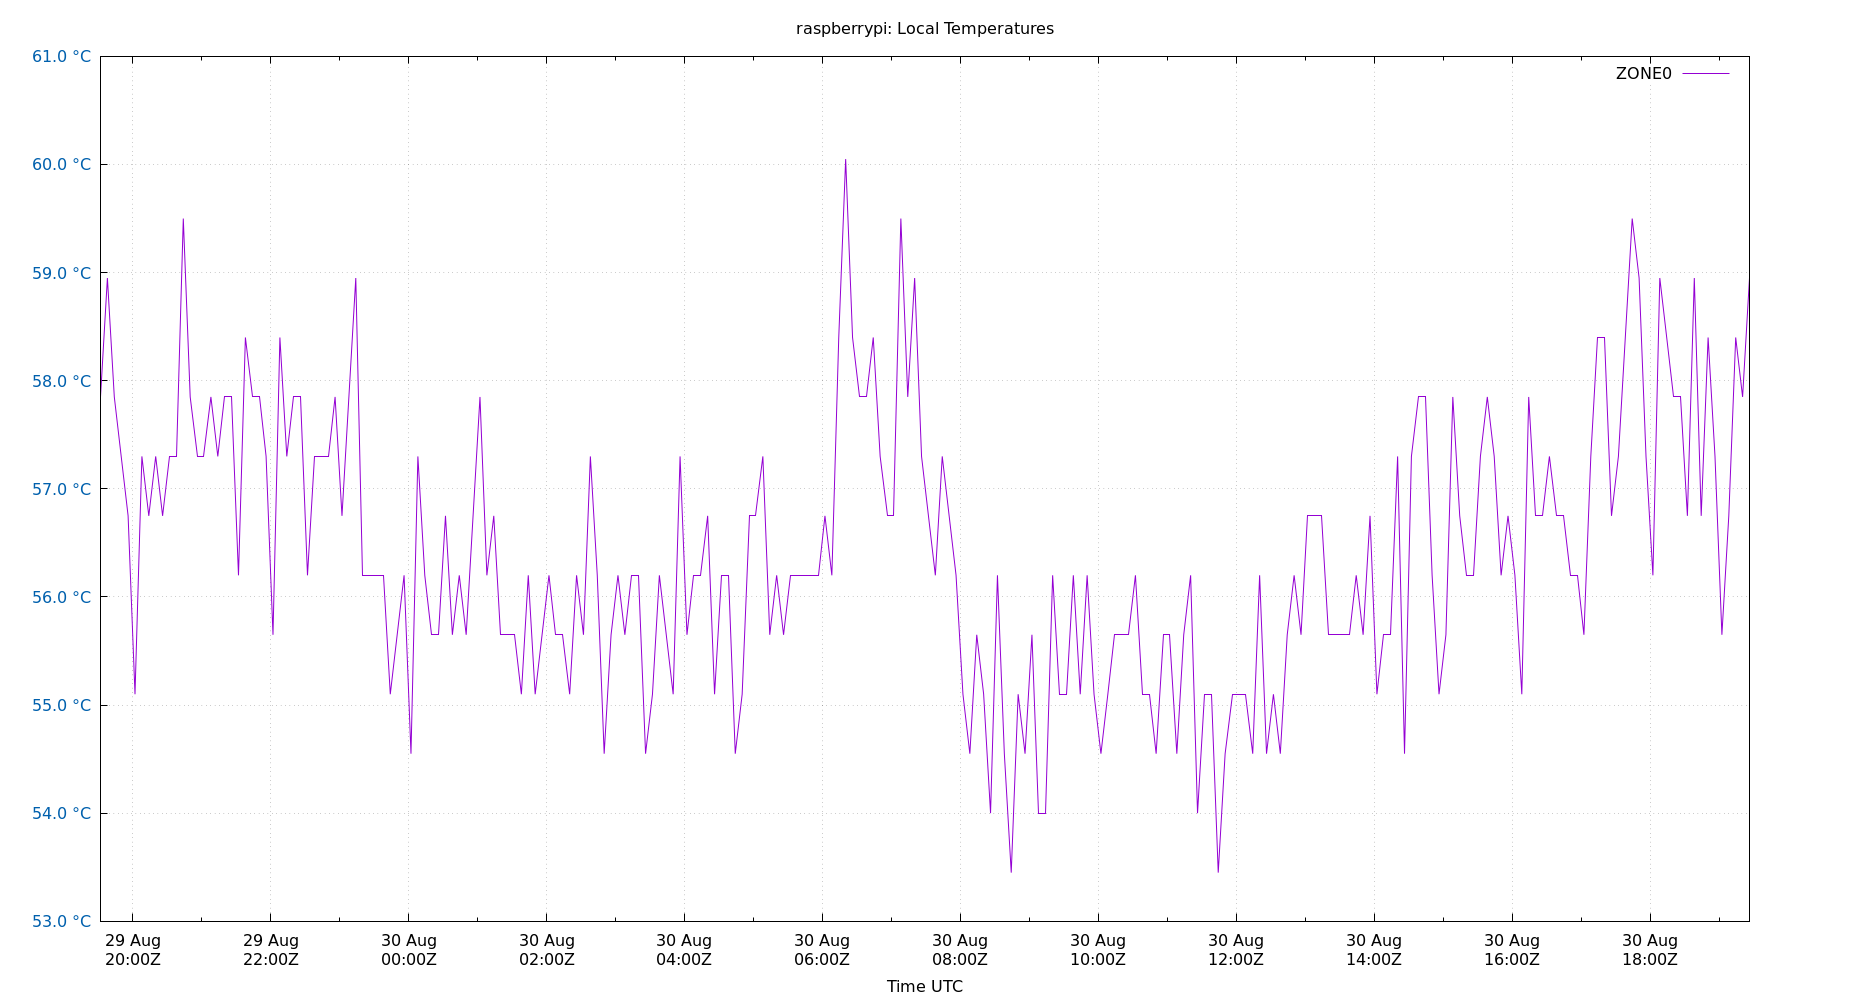 raspberrypi: Local Temperatures
61.0 °C
ZONE0
60.0 °C
59.0 °C
58.0 °C
57.0 °C
56.0 °C
55.0 °C
54.0 °C
53.0 °C
29 Aug 29 Aug 30 Aug 30 Aug 30 Aug 30 Aug 30 Aug 30 Aug 30 Aug 30 Aug 30 Aug 30 Aug
20:00Z 22:00Z 00:00Z 02:00Z 04:00Z 06:00Z 08:00Z 10:00Z 12:00Z 14:00Z 16:00Z 18:00Z
Time UTC